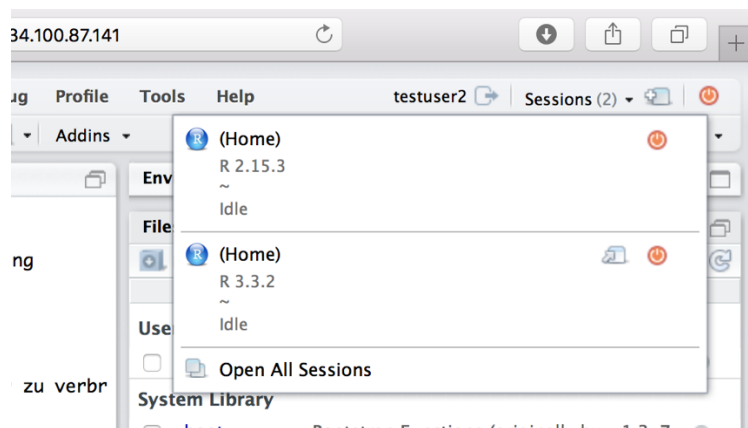 34.100.87.141
ug Profile Tools Help testuser2 Sessions (2)
Addins
(Home)
R 2.15.3
~
Idle
Env
File
(Home)
R 3.3.2
~
Idle
ng
Use
Open All Sessions
zu verbr
System Library